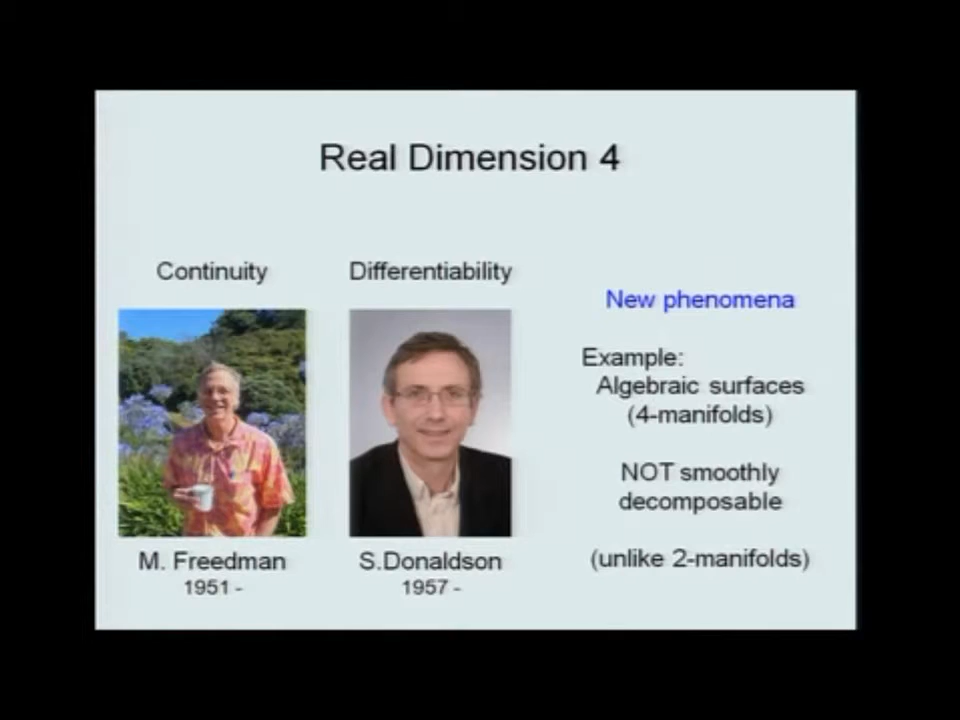 Real Dimension 4
Continuity
Differentiability
M. Freedman
1951 -
S.Donaldson
1957 -
New phenomena
Example:
Algebraic surfaces
(4-manifolds)
NOT smoothly
decomposable
(unlike 2-manifolds)